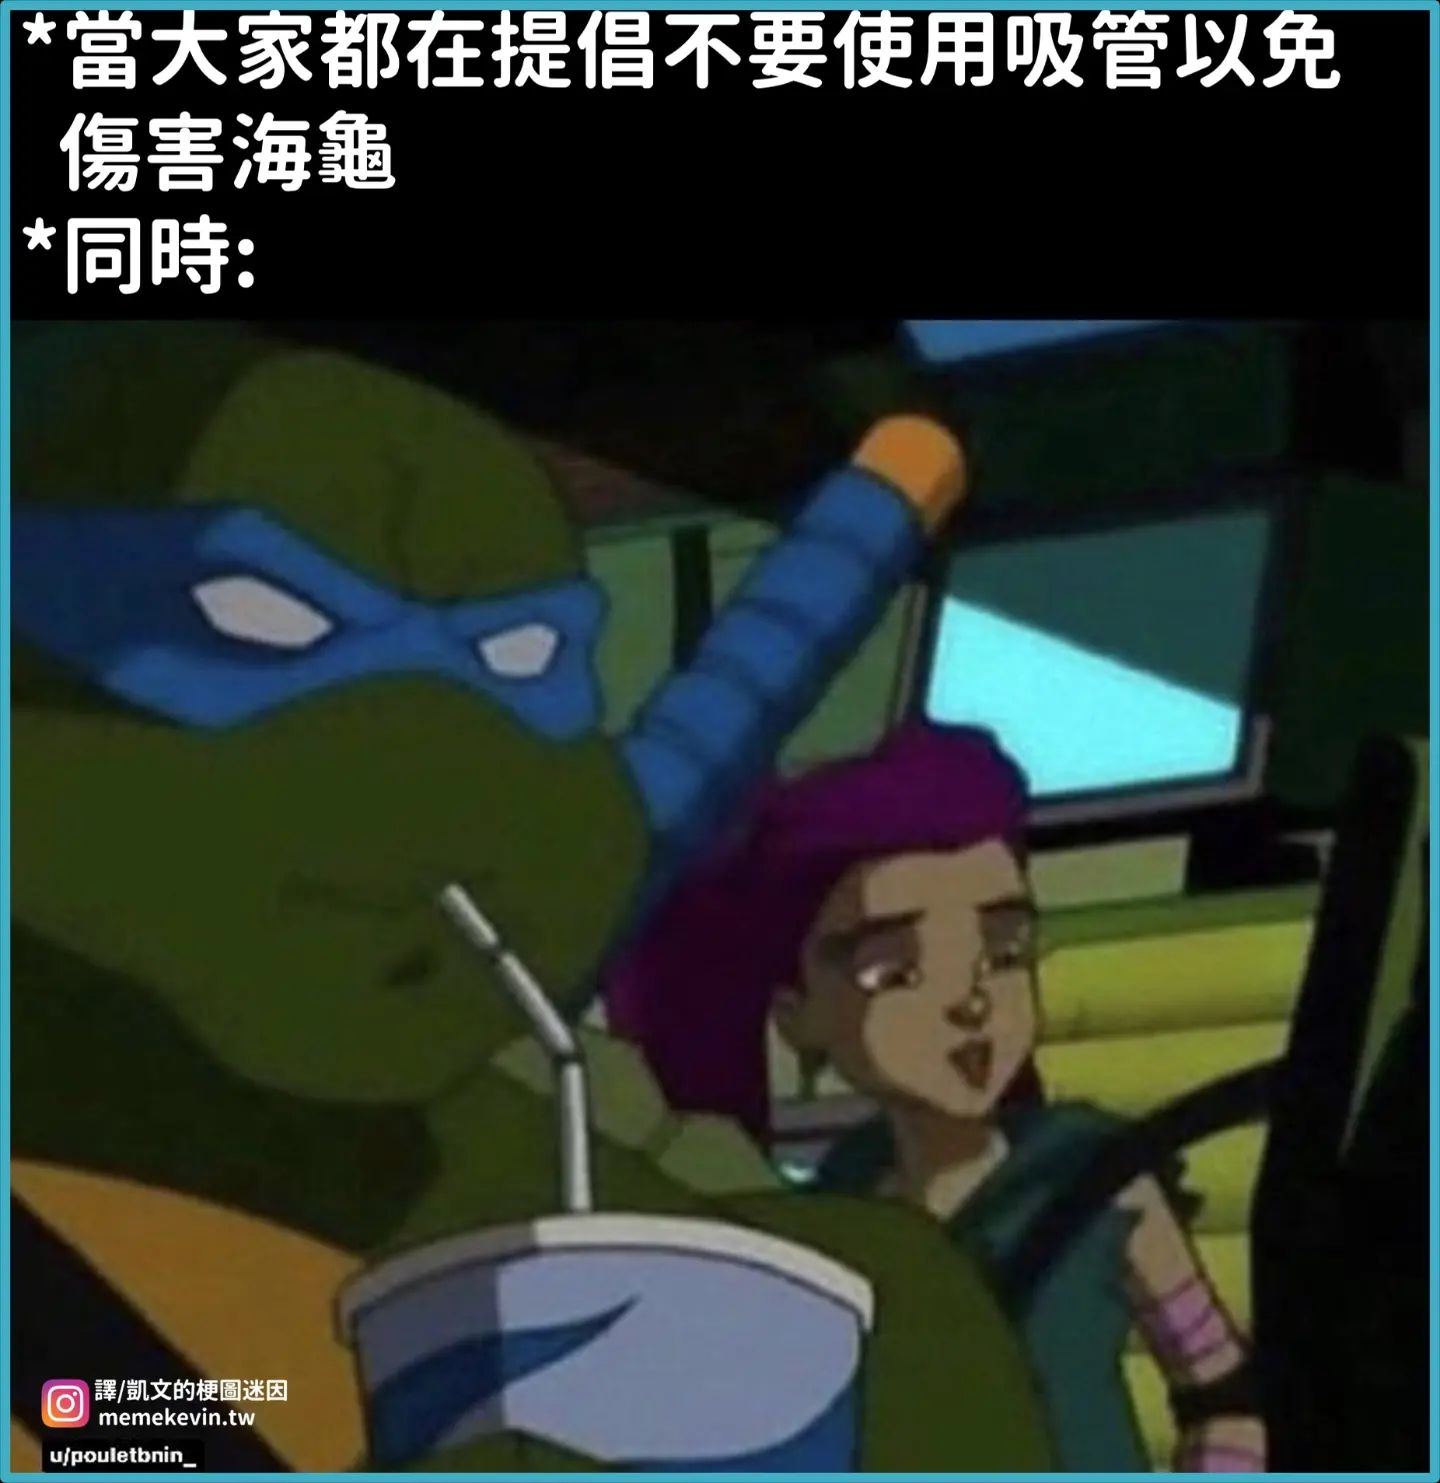 *當大家都在提倡不要使用吸管以免
傷害海龜
*同時:
譯/凱文的梗圖迷因
memekevin.tw
u/pouletbnin_